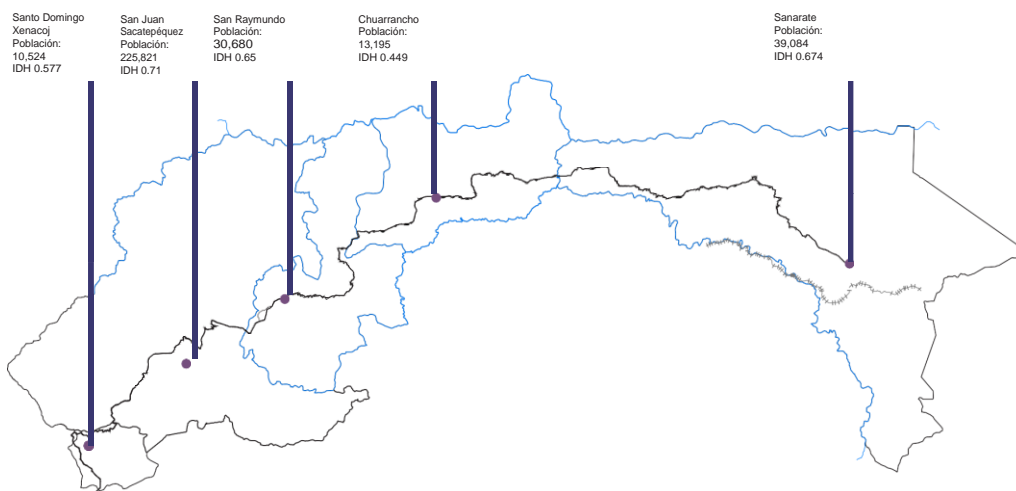 Santo Domingo
Xenacoj
Población:
10,524
IDH 0.577
San Juan
Sacatepéquez
Población:
225,821
IDH 0.71
San Raymundo
Población:
30,680
IDH 0.65
Chuarrancho
Población:
13,195
IDH 0.449
Sanarate
Población:
39,084
IDH 0.674